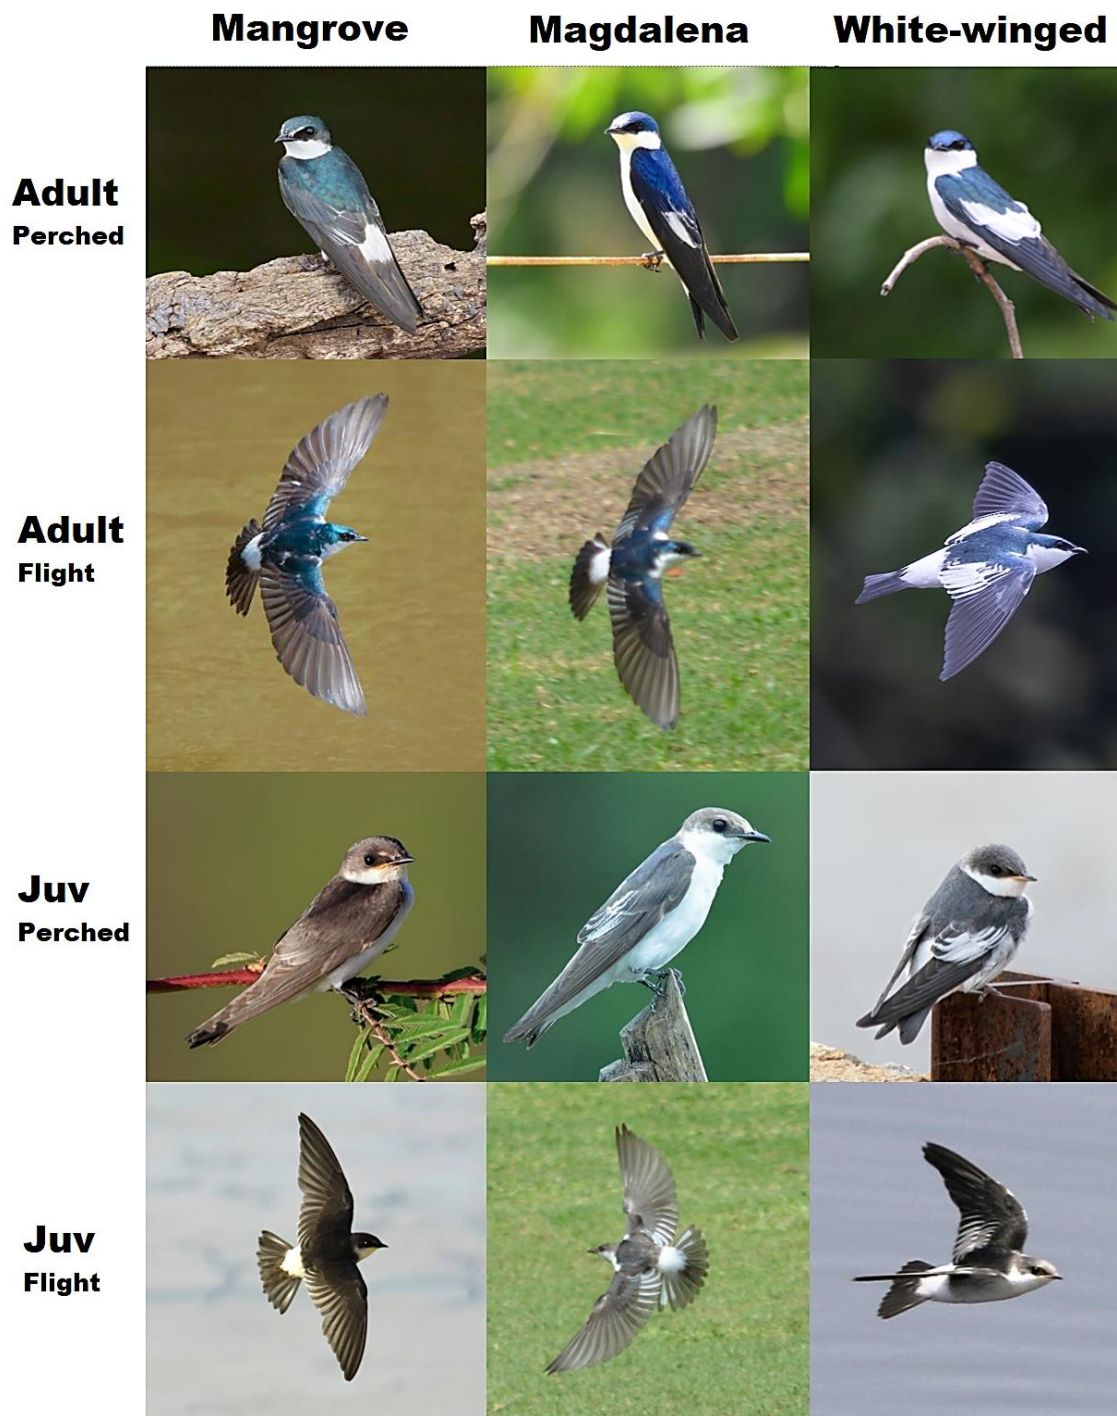 Mangrove Magdalena White-winged
Adult
Perched
Adult
Flight
Juv
Perched
Juv
Flight